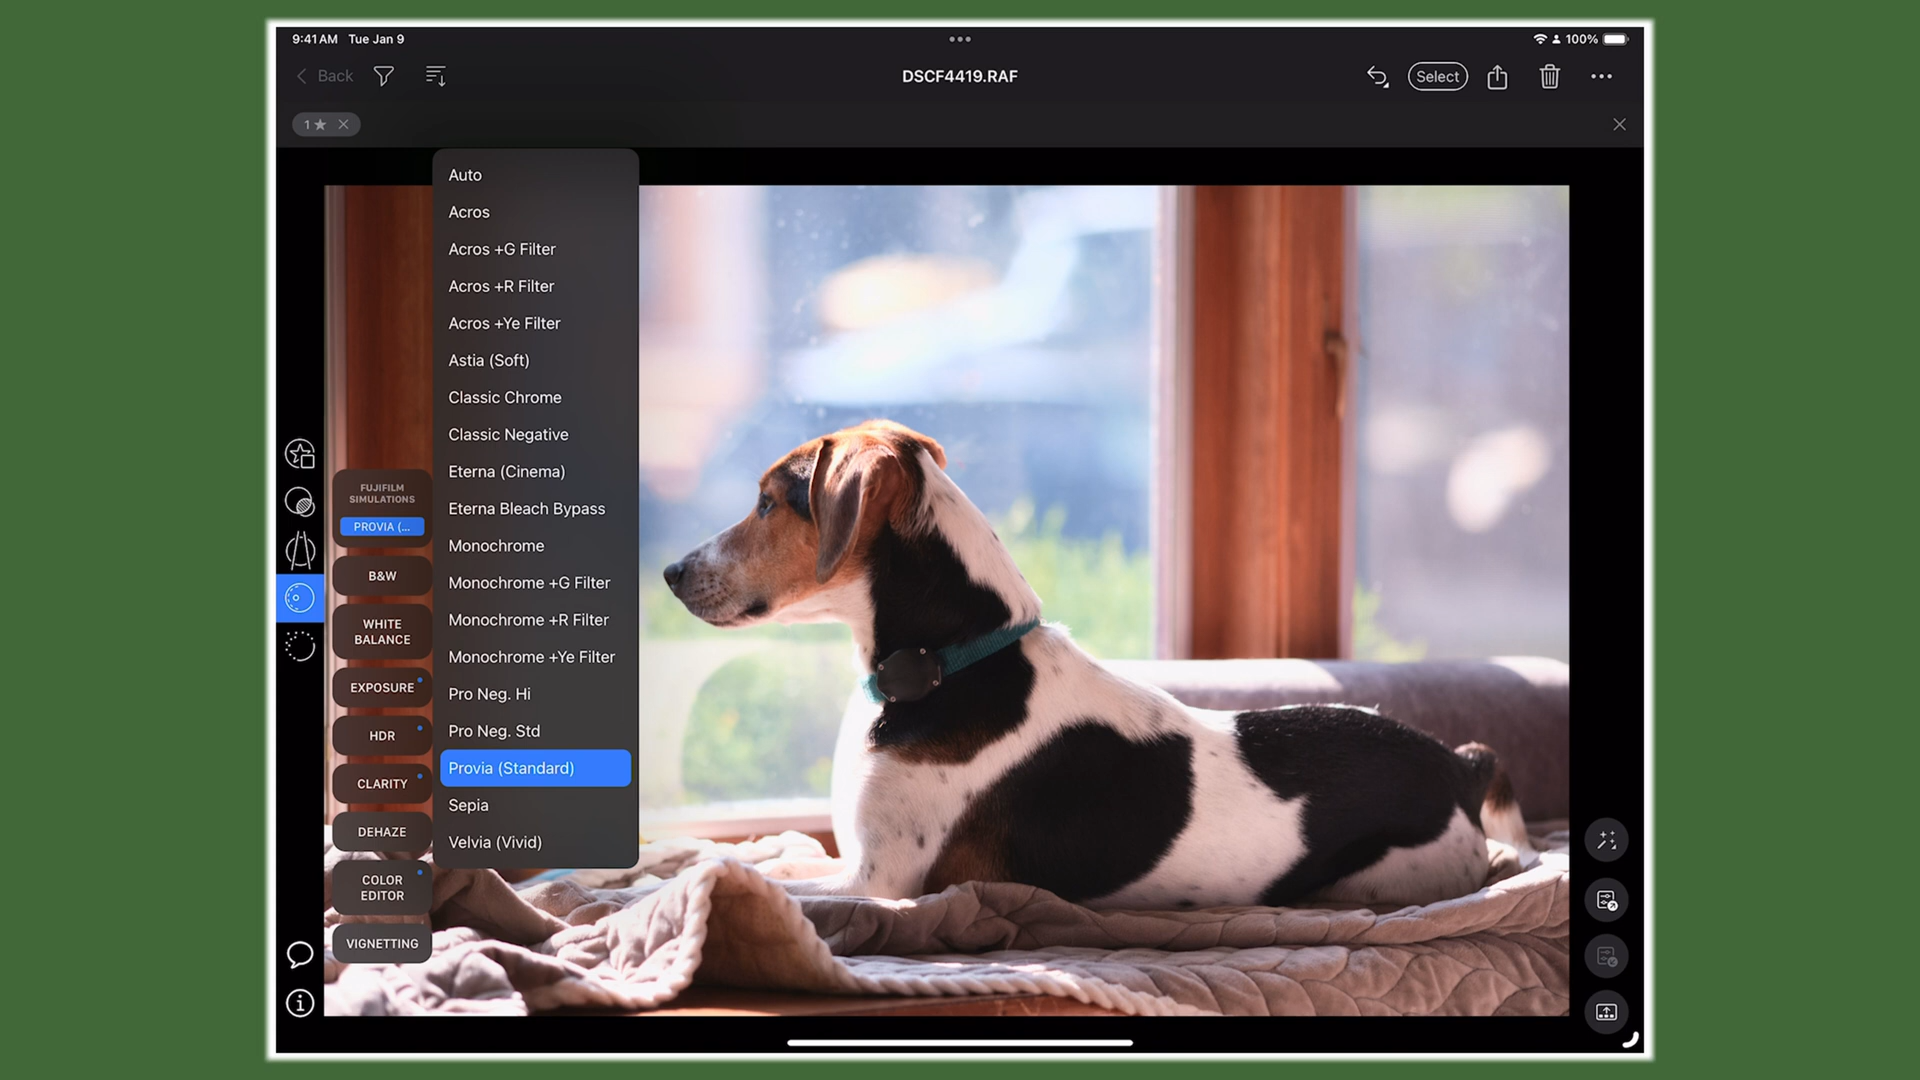 9:41 AM Tue Jan 9
100%
Back
DSCF4419.RAF
Select
1
Auto
Acros
Acros +G Filter
Acros +R Filter
Acros +Ye Filter
Astia (Soft)
Classic Chrome
Classic Negative
Eterna (Cinema)
Eterna Bleach Bypass
Monochrome
Monochrome +G Filter
Monochrome +R Filter
Monochrome +Ye Filter
Pro Neg. Hi
Pro Neg. Std
Provia (Standard)
Sepia
Velvia (Vivid)
FUJIFILM
SIMULATIONS
PROVIA (...
B&W
WHITE
BALANCE
EXPOSURE
HDR
CLARITY
DEHAZE
COLOR
EDITOR
VIGNETTING